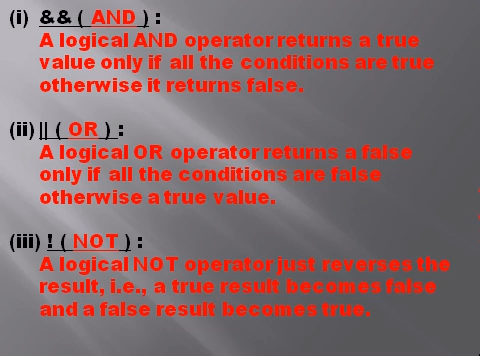 (i) && ( AND ) :
A logical AND operator returns a true
value only if all the conditions are true
otherwise it returns false.
(ii) || ( OR ) :
A logical OR operator returns a false
only if all the conditions are false
otherwise a true value.
(iii) ! ( NOT ) :
A logical NOT operator just reverses the
result, i.e., a true result becomes false
and a false result becomes true.